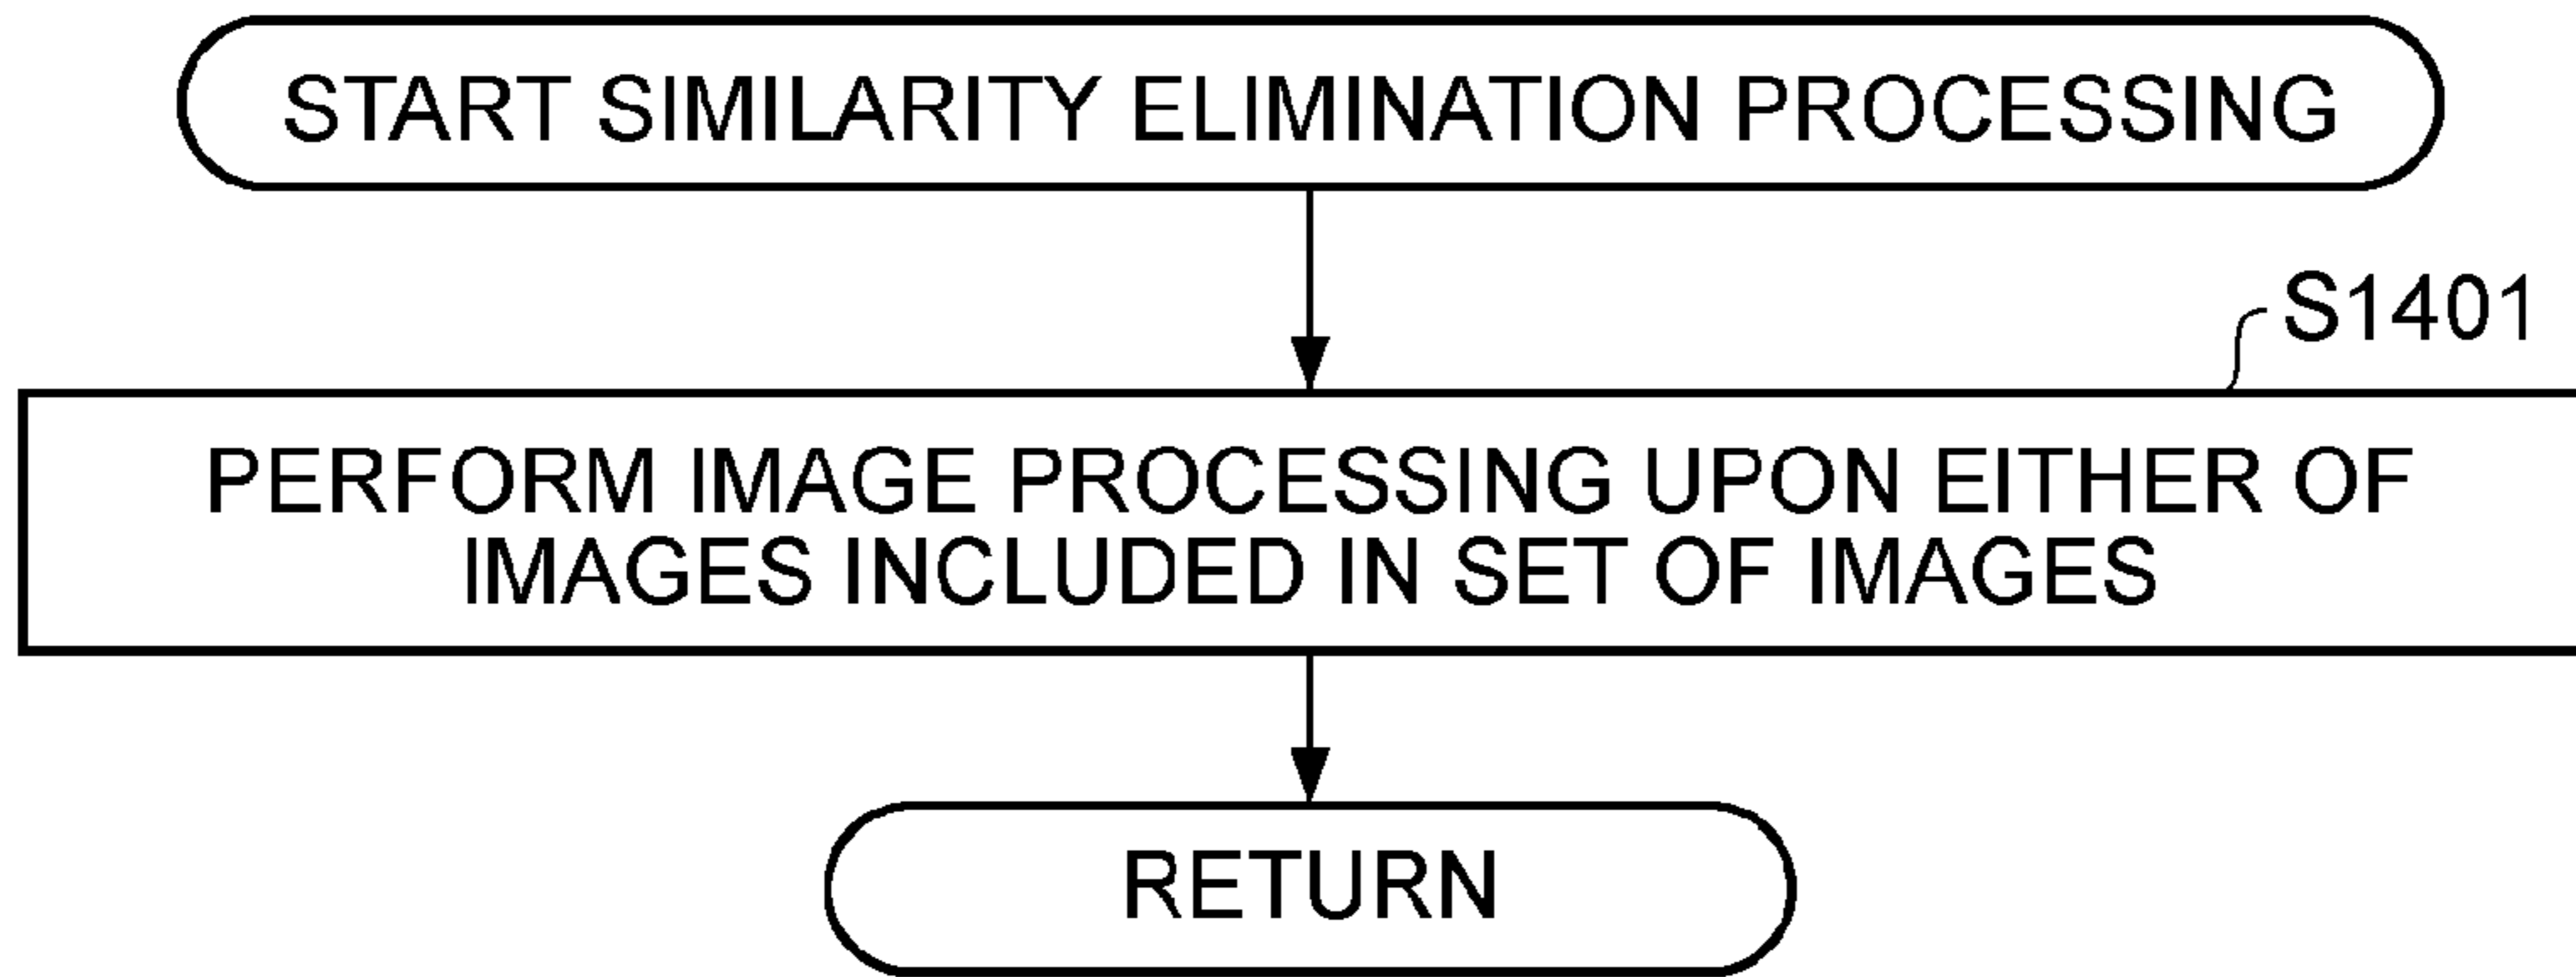 START SIMILARITY ELIMINATION PROCESSING
S1401
PERFORM IMAGE PROCESSING UPON EITHER OF
IMAGES INCLUDED IN SET OF IMAGES
RETURN